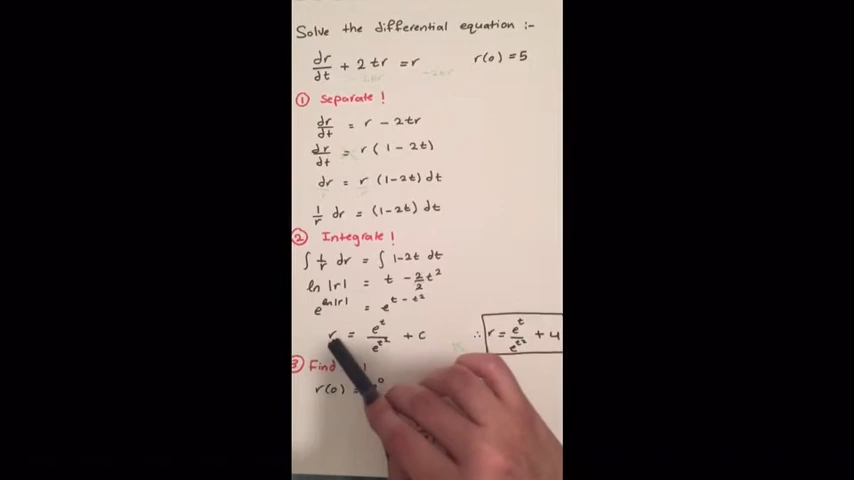 Solve the differential equation :-
dr/dt + 2tr = r    r(0) = 5
① Separate !
dr/dt = r - 2tr
dr/dt = r (1 - 2t)
dr = r (1-2t) dt
1/r dr = (1-2t) dt
② Integrate !
∫ 1/r dr = ∫ 1-2t dt
ln |r| = t - 2/2 t²
e^ln|r| = e^t - t²
r = e^t/e^t² + c    ∴ r = e^t/e^t² + 4
③ Find
r(0) =